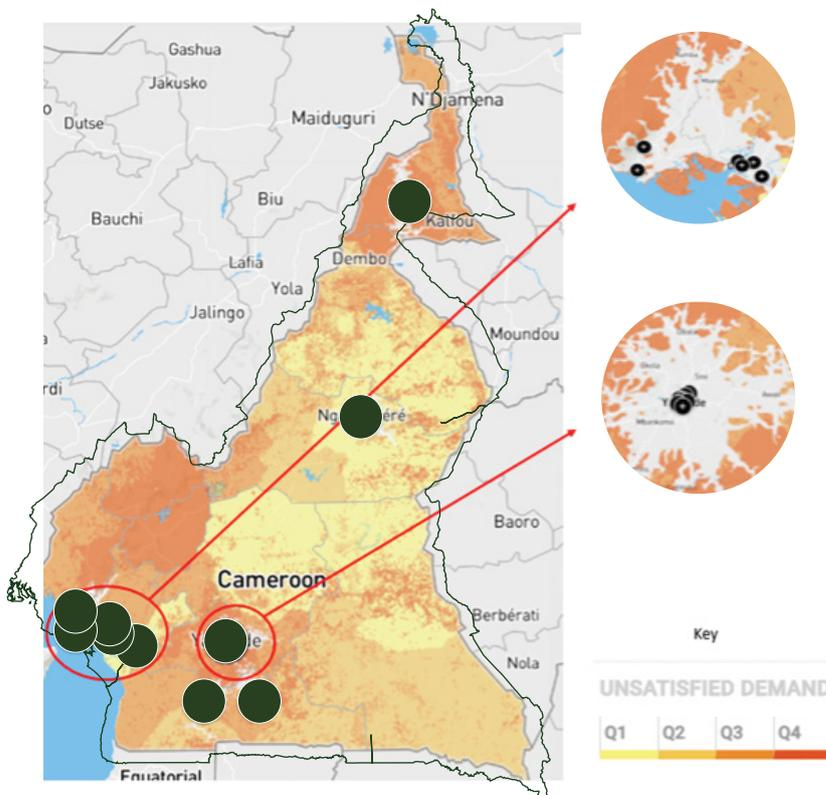 Gashua
Jakusko
Dutse
Maiduguri
N'Djamena
Biu
Bauchi
Katiou
Lafia
Dembo
Yola
Jalingo
Moundou
Baoro
Cameroon
Berbérati
Nola
Equatorial
Key
UNSATISFIED DEMAND
Q1
Q2
Q3
Q4